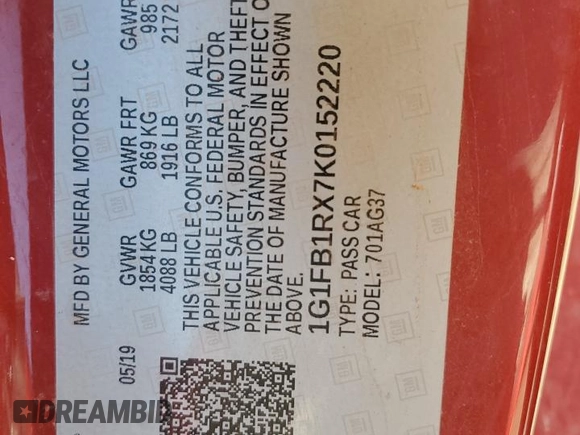 MFD BY GENERAL MOTORS LLC
05/19
GVWR GAWR FRT GAWR
1854 KG 869 KG 985
4088 LB 1916 LB 2172
THIS VEHICLE CONFORMS TO ALL
APPLICABLE U.S. FEDERAL MOTOR
VEHICLE SAFETY, BUMPER, AND THEFT
PREVENTION STANDARDS IN EFFECT O
THE DATE OF MANUFACTURE SHOWN
ABOVE.
1G1FB1RX7K0152220
TYPE: PASS CAR
MODEL: 701AG37
GM
DREAMBID